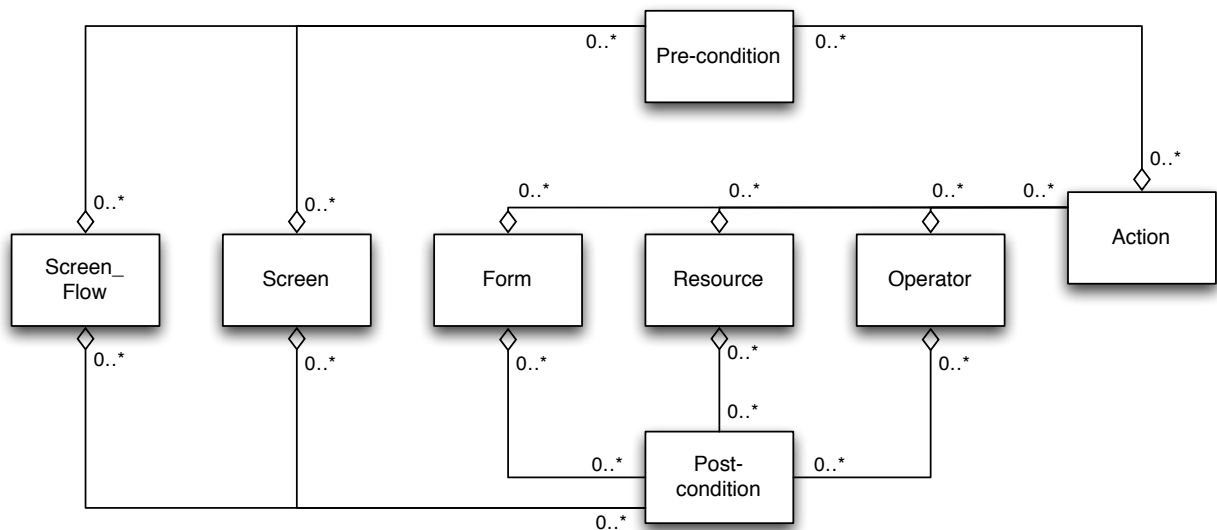 0..*
Pre-condition
0..*
0..*
0..*
0..*
0..*
0..*
0..*
0..*
Screen_
Flow
Screen
Form
Resource
Operator
Action
0..*
0..*
0..*
0..*
0..*
0..*
0..*
Post-
condition
0..*
0..*